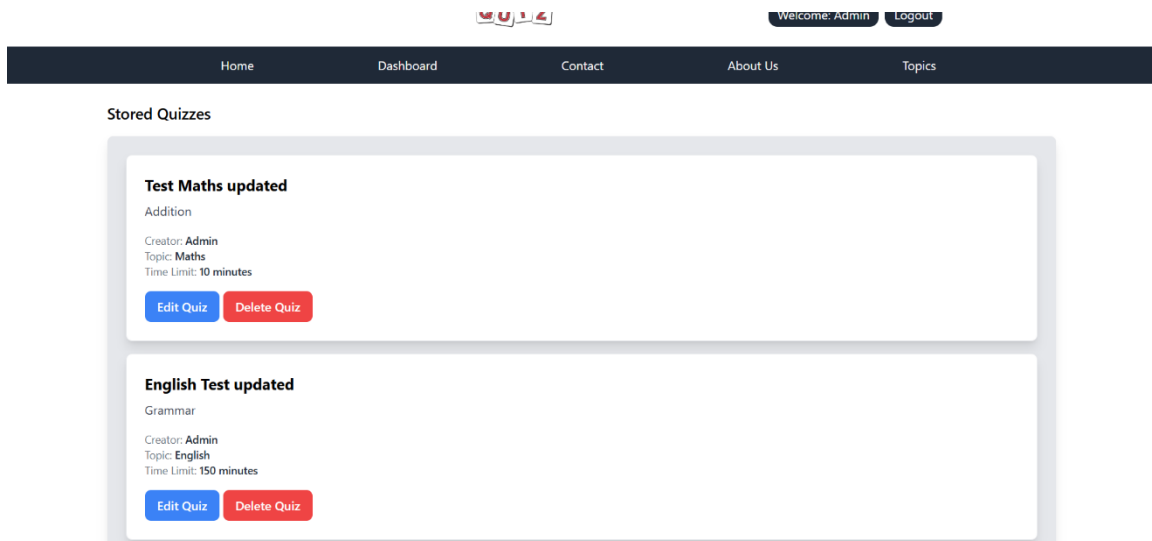 QUIZ
Welcome: Admin Logout
Home Dashboard Contact About Us Topics
Stored Quizzes
Test Maths updated
Addition
Creator: Admin
Topic: Maths
Time Limit: 10 minutes
Edit Quiz Delete Quiz
English Test updated
Grammar
Creator: Admin
Topic: English
Time Limit: 150 minutes
Edit Quiz Delete Quiz